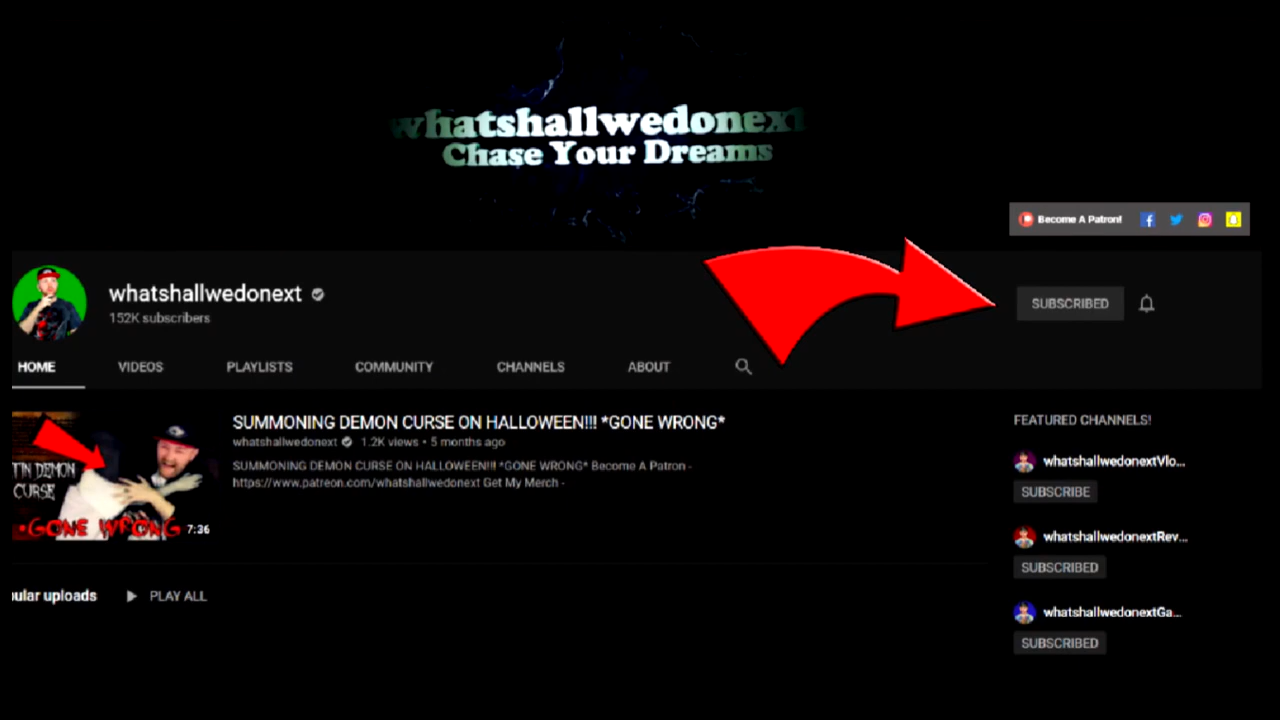 whatshallwedonext
Chase Your Dreams
Become A Patron!
whatshallwedonext
152K subscribers
SUBSCRIBED
HOME VIDEOS PLAYLISTS COMMUNITY CHANNELS ABOUT
SUMMONING DEMON CURSE ON HALLOWEEN!!! *GONE WRONG*
whatshallwedonext 1.2K views • 5 months ago
SUMMONING DEMON CURSE ON HALLOWEEN!!! *GONE WRONG* Become A Patron -
https://www.patreon.com/whatshallwedonext Get My Merch -
DEMON
CURSE
GONE WRONG
7:36
ular uploads PLAY ALL
FEATURED CHANNELS!
whatshallwedonextVlo...
SUBSCRIBE
whatshallwedonextRev...
SUBSCRIBED
whatshallwedonextGa...
SUBSCRIBED